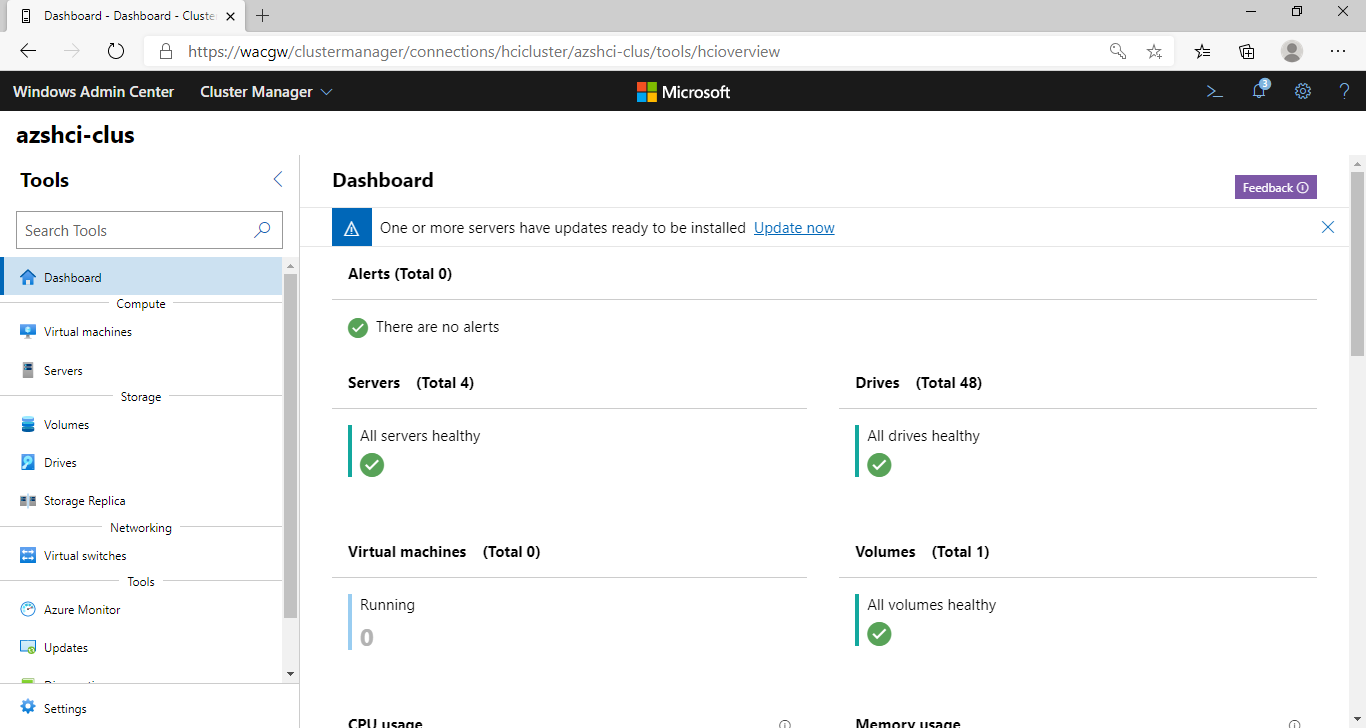 Dashboard - Dashboard - Cluste
https://wacgw/clustermanager/connections/hcicluster/azshci-clus/tools/hcioverview
Windows Admin Center
Cluster Manager
Microsoft
3
?
azshci-clus
Tools
Search Tools
Dashboard
Compute
Virtual machines
Servers
Storage
Volumes
Drives
Storage Replica
Networking
Virtual switches
Tools
Azure Monitor
Updates
Settings
Dashboard
Feedback
One or more servers have updates ready to be installed Update now
Alerts (Total 0)
There are no alerts
Servers (Total 4)
All servers healthy
Drives (Total 48)
All drives healthy
Virtual machines (Total 0)
Running
0
Volumes (Total 1)
All volumes healthy
CPU usage
Memory usage